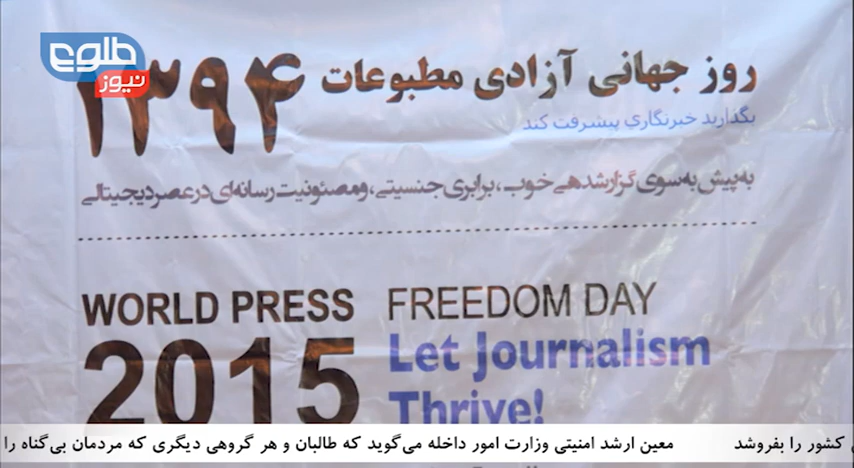 طلوع
نیوز
روز جهانی آزادی مطبوعات ۱۳۹۴
بگذارید خبرنگاری پیشرفت کند
به پیش به سوی گزارشدهی خوب، برابری جنسیتی، ومصئونیت رسانه‌ای در عصر دیجیتالی
WORLD PRESS FREEDOM DAY
2015 Let Journalism
Thrive!
کشور را بفروشد معین ارشد امنیتی وزارت امور داخله می‌گوید که طالبان و هر گروهی دیگری که مردمان بی‌گناه را